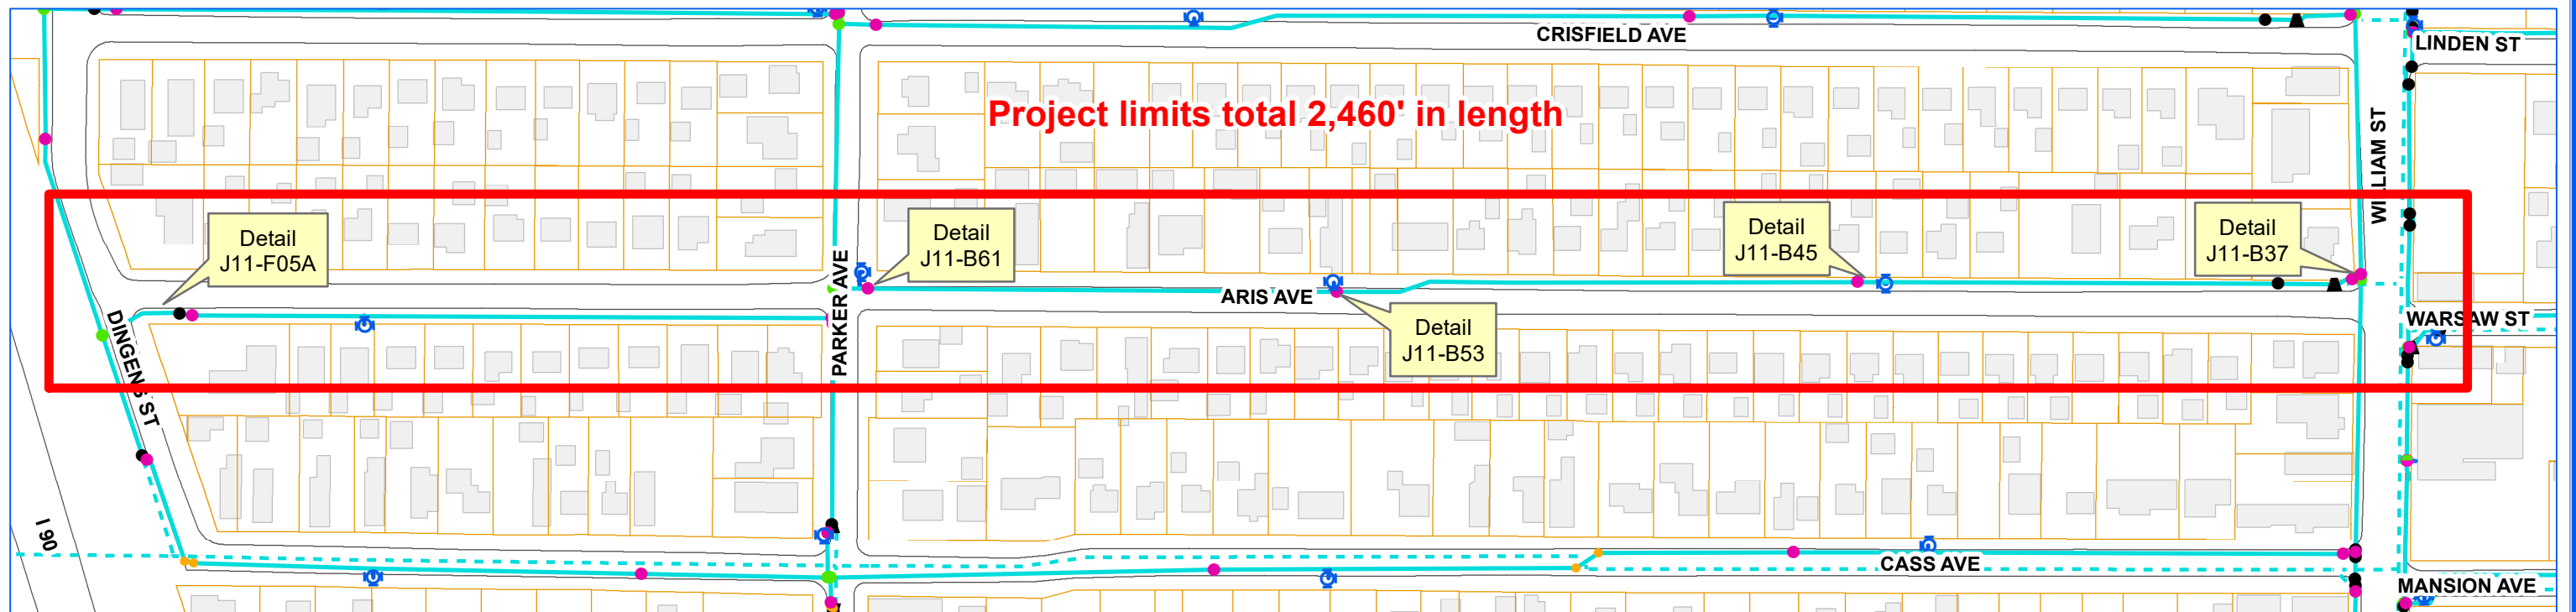 CRISFIELD AVE
LINDEN ST
Project limits total 2,460' in length
WILLIAM ST
Detail
J11-F05A
Detail
J11-B61
Detail
J11-B45
Detail
J11-B37
PARKER AVE
ARIS AVE
DINGENS ST
WARSAW ST
Detail
J11-B53
I 90
CASS AVE
MANSION AVE